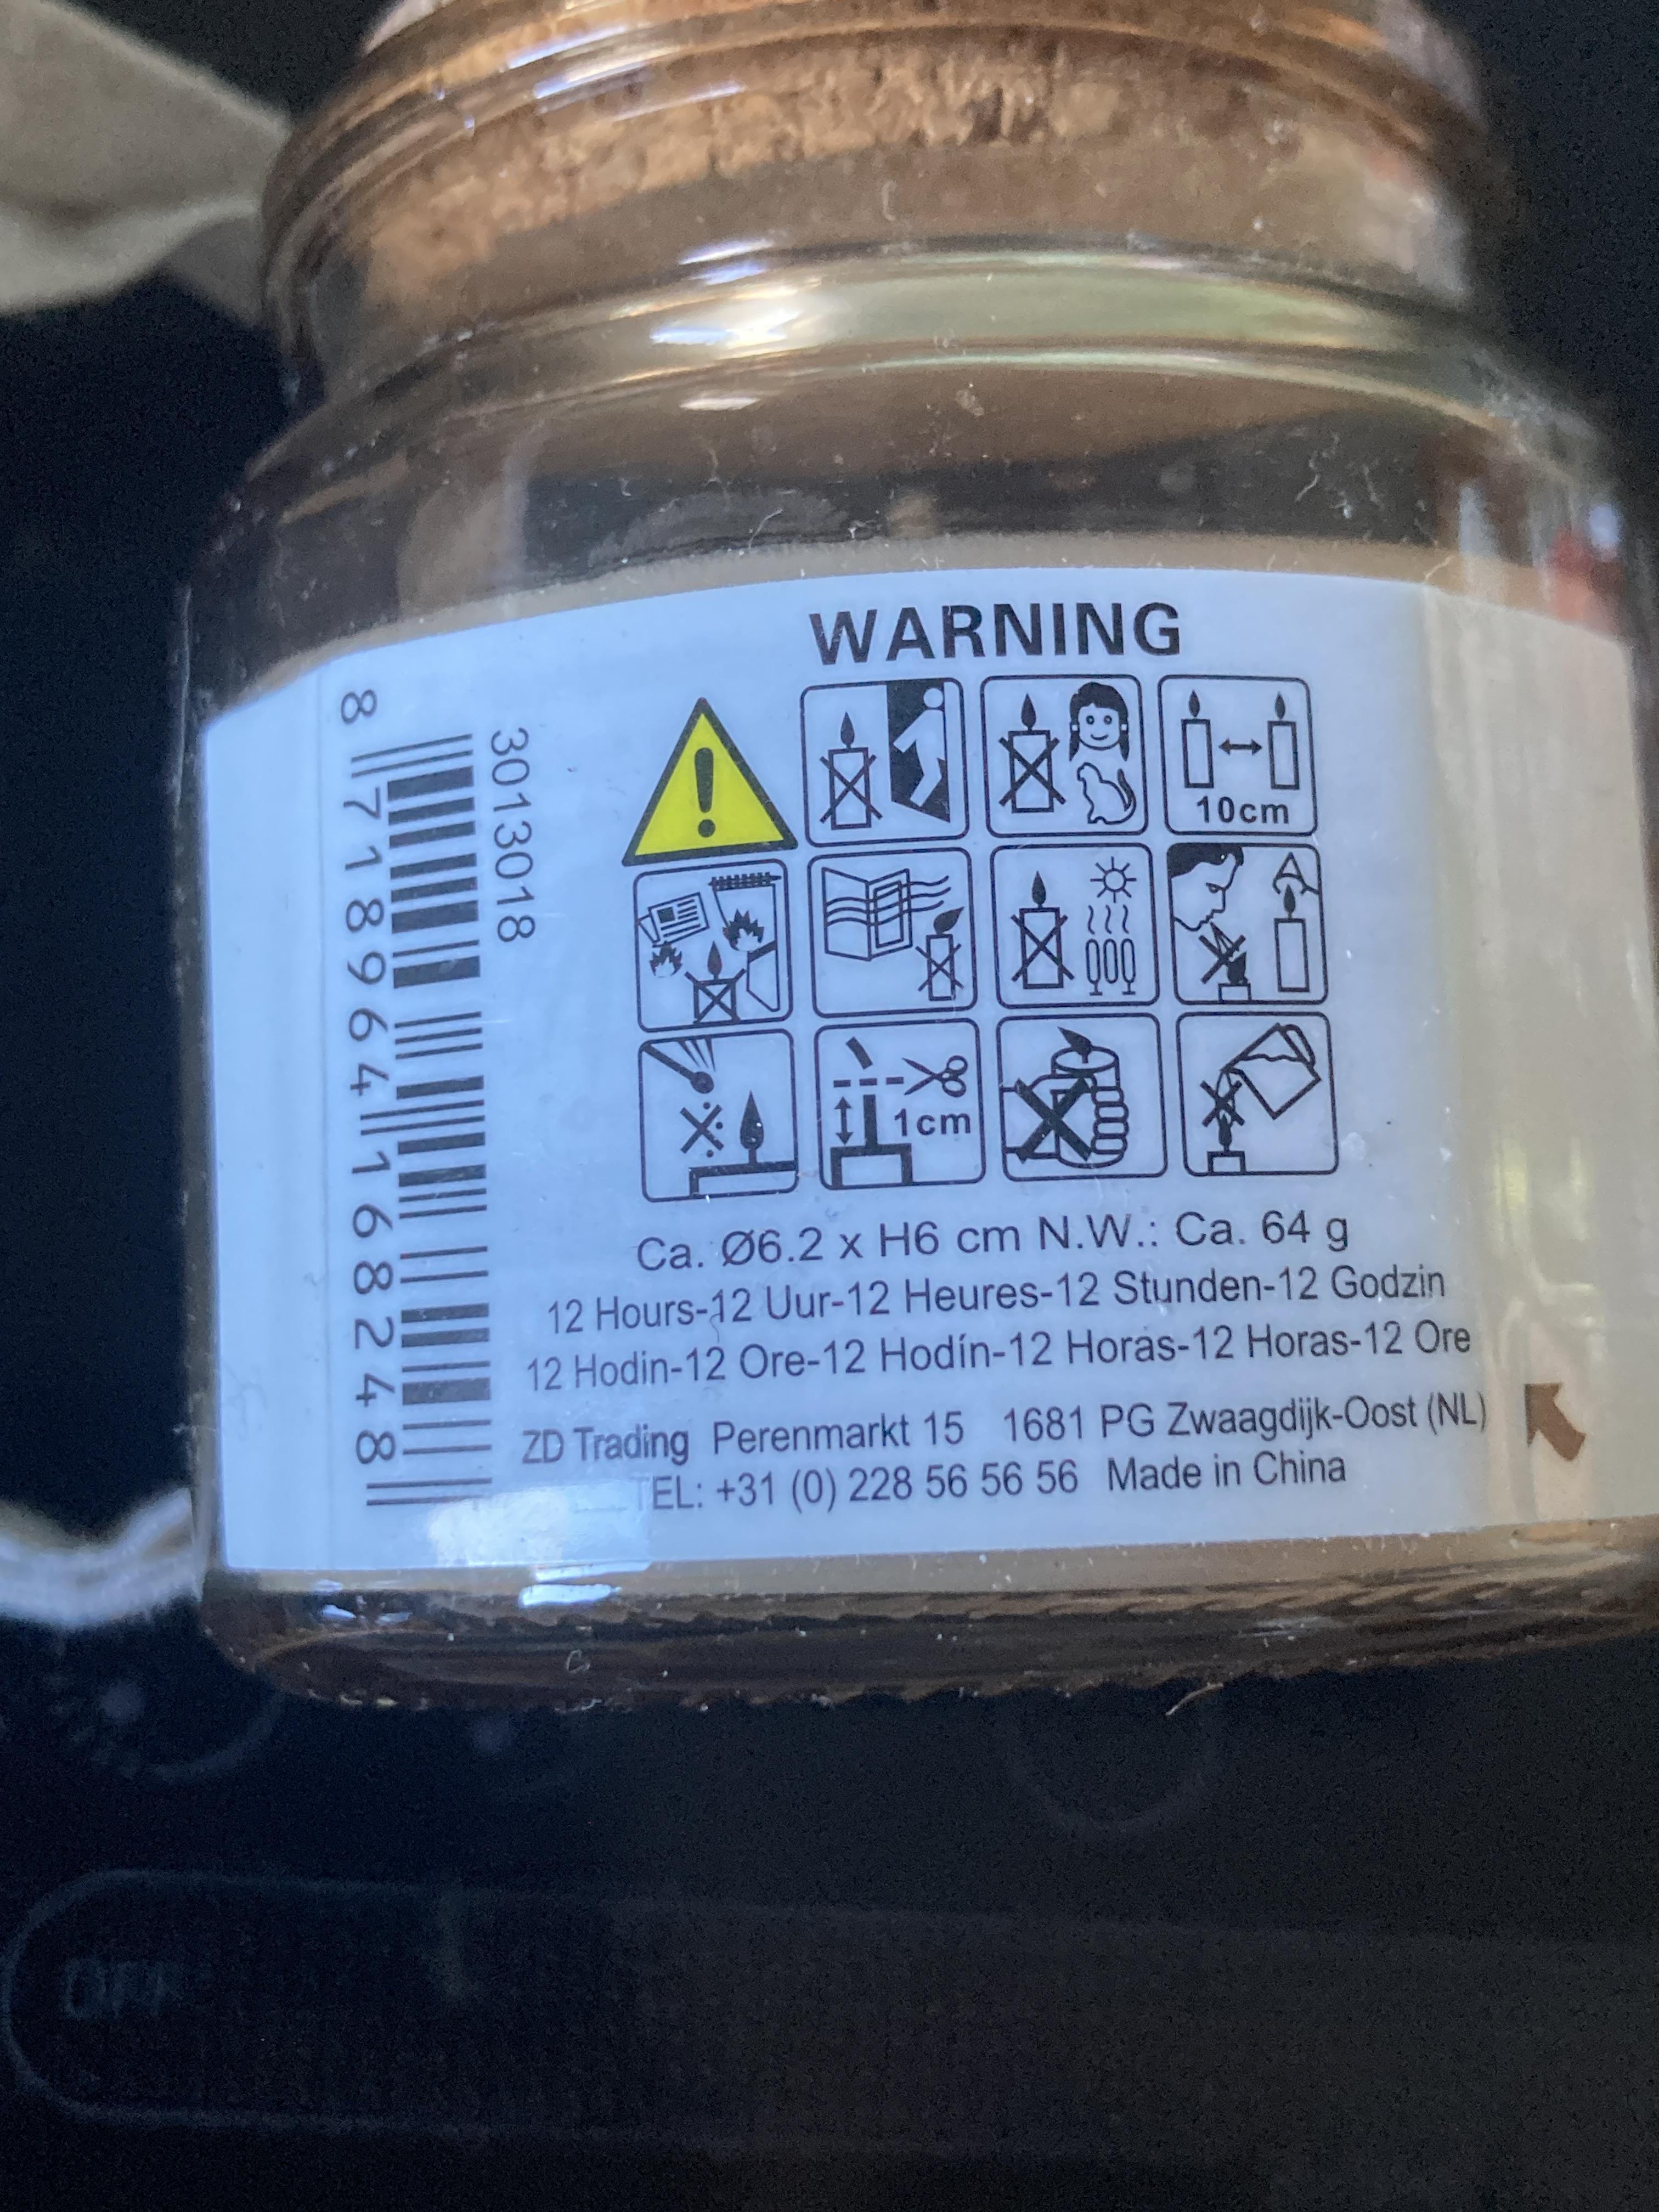 WARNING
10cm
1cm
3013018
8 718964 168248
Ca. Ø6.2 x H6 cm N.W.: Ca. 64 g
12 Hours-12 Uur-12 Heures-12 Stunden-12 Godzin
12 Hodin-12 Ore-12 Hodín-12 Horas-12 Horas-12 Ore
ZD Trading Perenmarkt 15 1681 PG Zwaagdijk-Oost (NL)
TEL: +31 (0) 228 56 56 56 Made in China
OFF